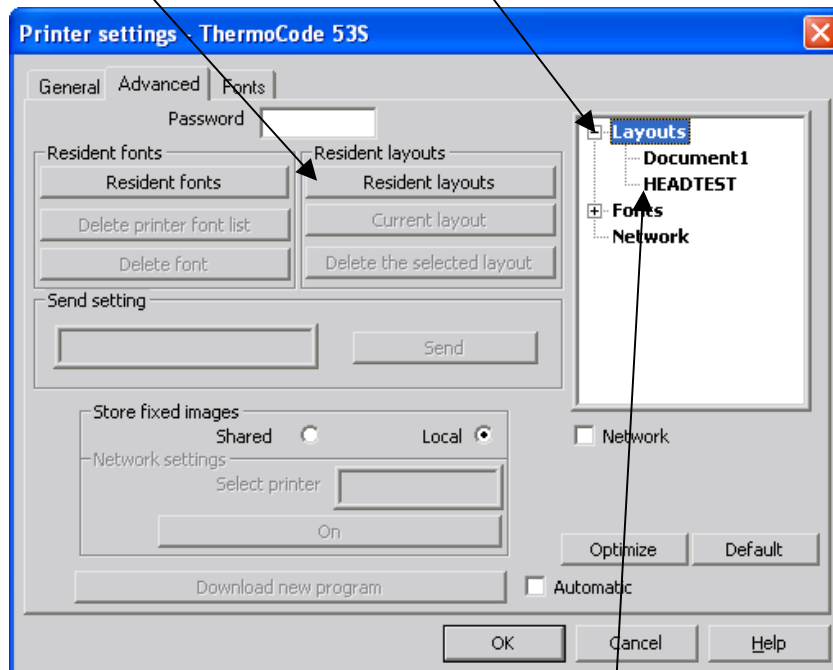 Printer settings - ThermoCode 53S
General Advanced Fonts
Password
Resident fonts
Resident fonts
Delete printer font list
Delete font
Resident layouts
Resident layouts
Current layout
Delete the selected layout
Layouts
Document1
HEADTEST
Fonts
Network
Send setting
Send
Store fixed images
Shared Local
Network settings
Select printer
On
Network
Optimize Default
Download new program Automatic
OK Cancel Help